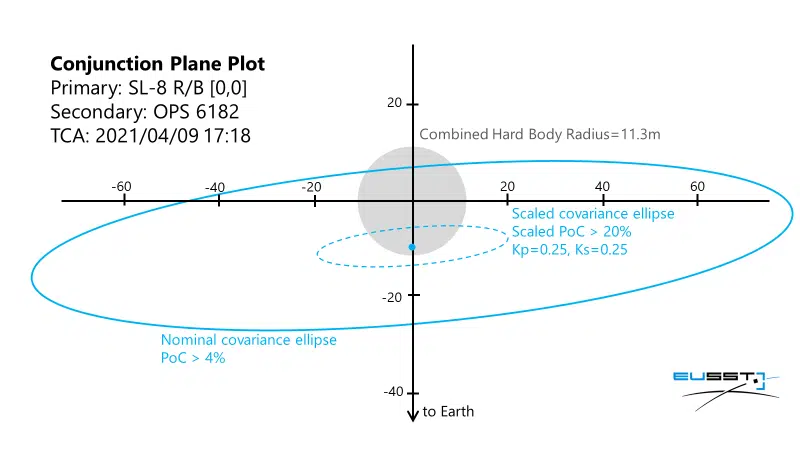 Conjunction Plane Plot
Primary: SL-8 R/B [0,0]
Secondary: OPS 6182
TCA: 2021/04/09 17:18
20
Combined Hard Body Radius=11.3m
-60 -40 -20 20 40 60
Scaled covariance ellipse
Scaled PoC > 20%
Kp=0.25, Ks=0.25
-20
Nominal covariance ellipse
PoC > 4%
EUSST
-40
to Earth